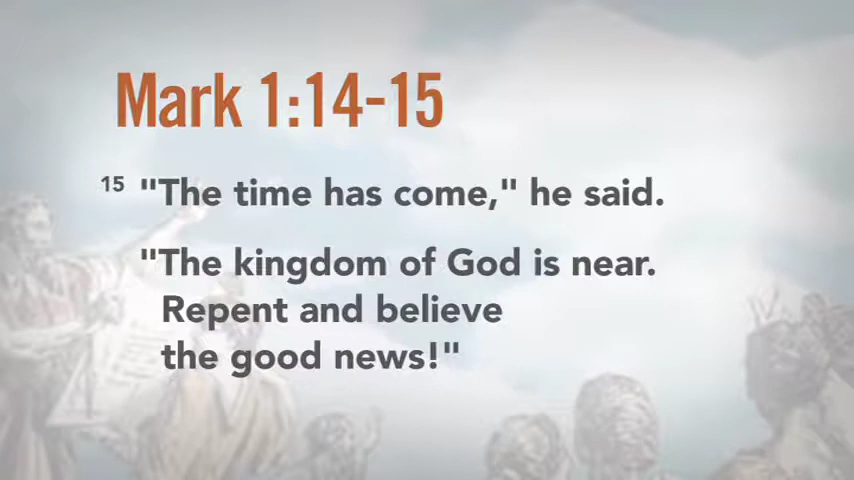 Mark 1:14-15
15 "The time has come," he said.
"The kingdom of God is near.
Repent and believe
the good news!"